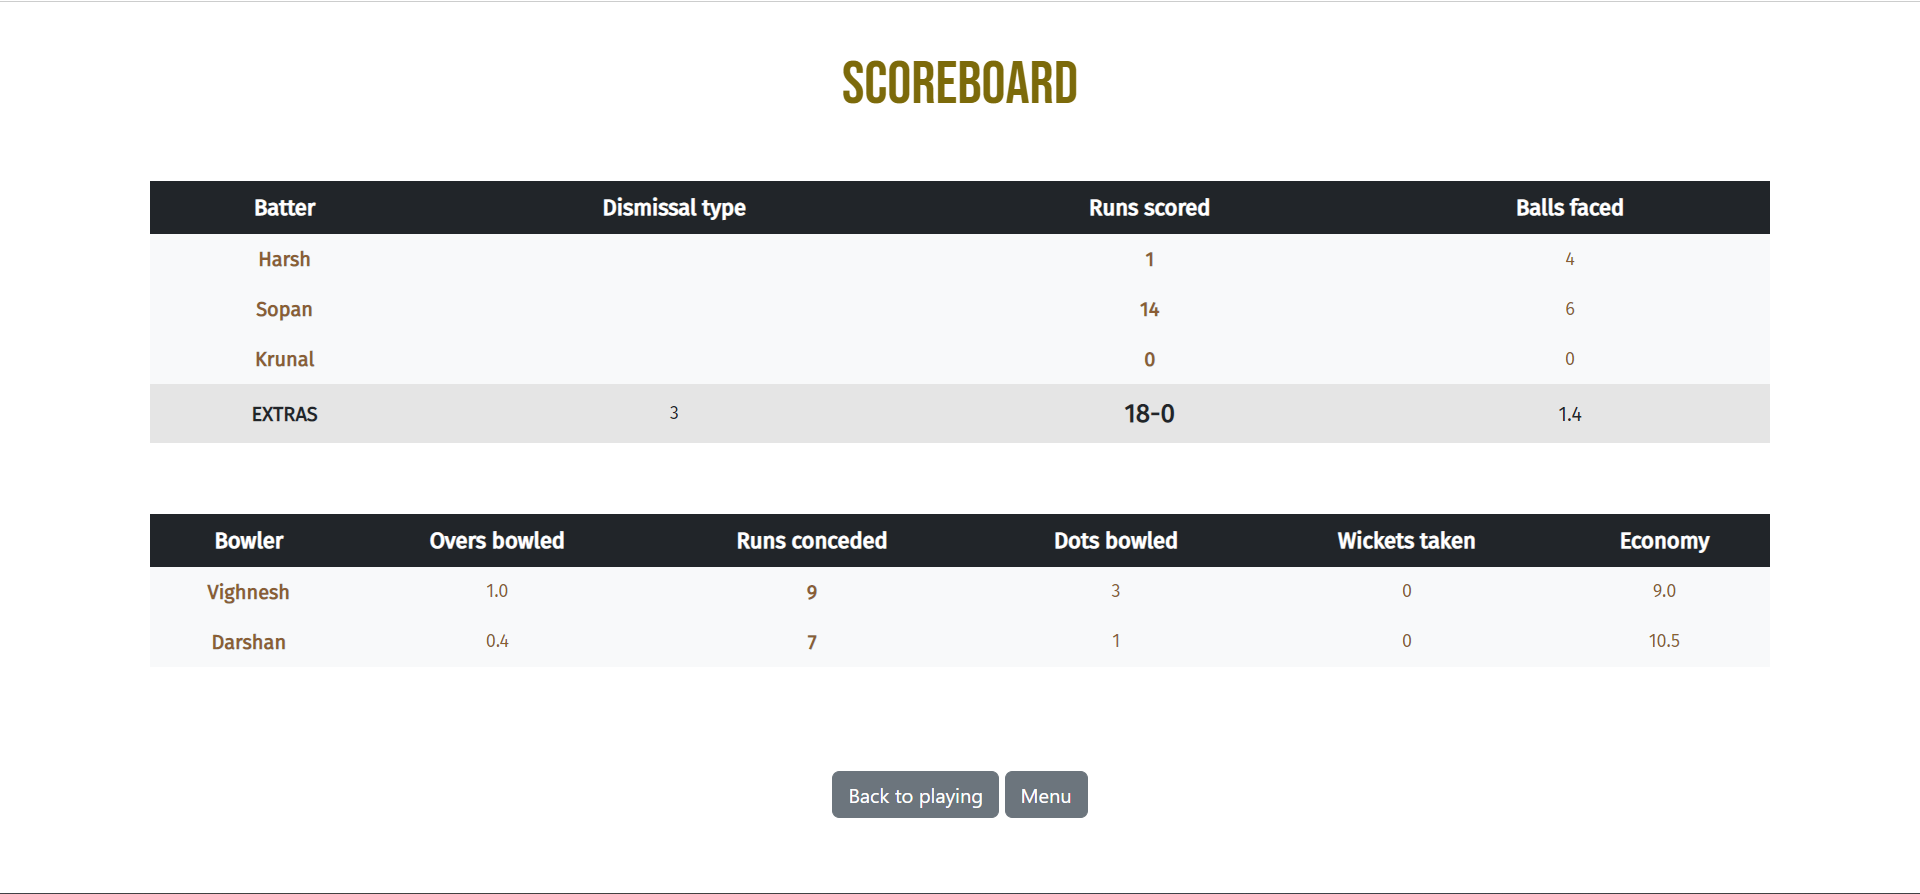 SCOREBOARD
Batter Dismissal type Runs scored Balls faced
Harsh 1 4
Sopan 14 6
Krunal 0 0
EXTRAS 3 18-0 1.4
Bowler Overs bowled Runs conceded Dots bowled Wickets taken Economy
Vighnesh 1.0 9 3 0 9.0
Darshan 0.4 7 1 0 10.5
Back to playing Menu